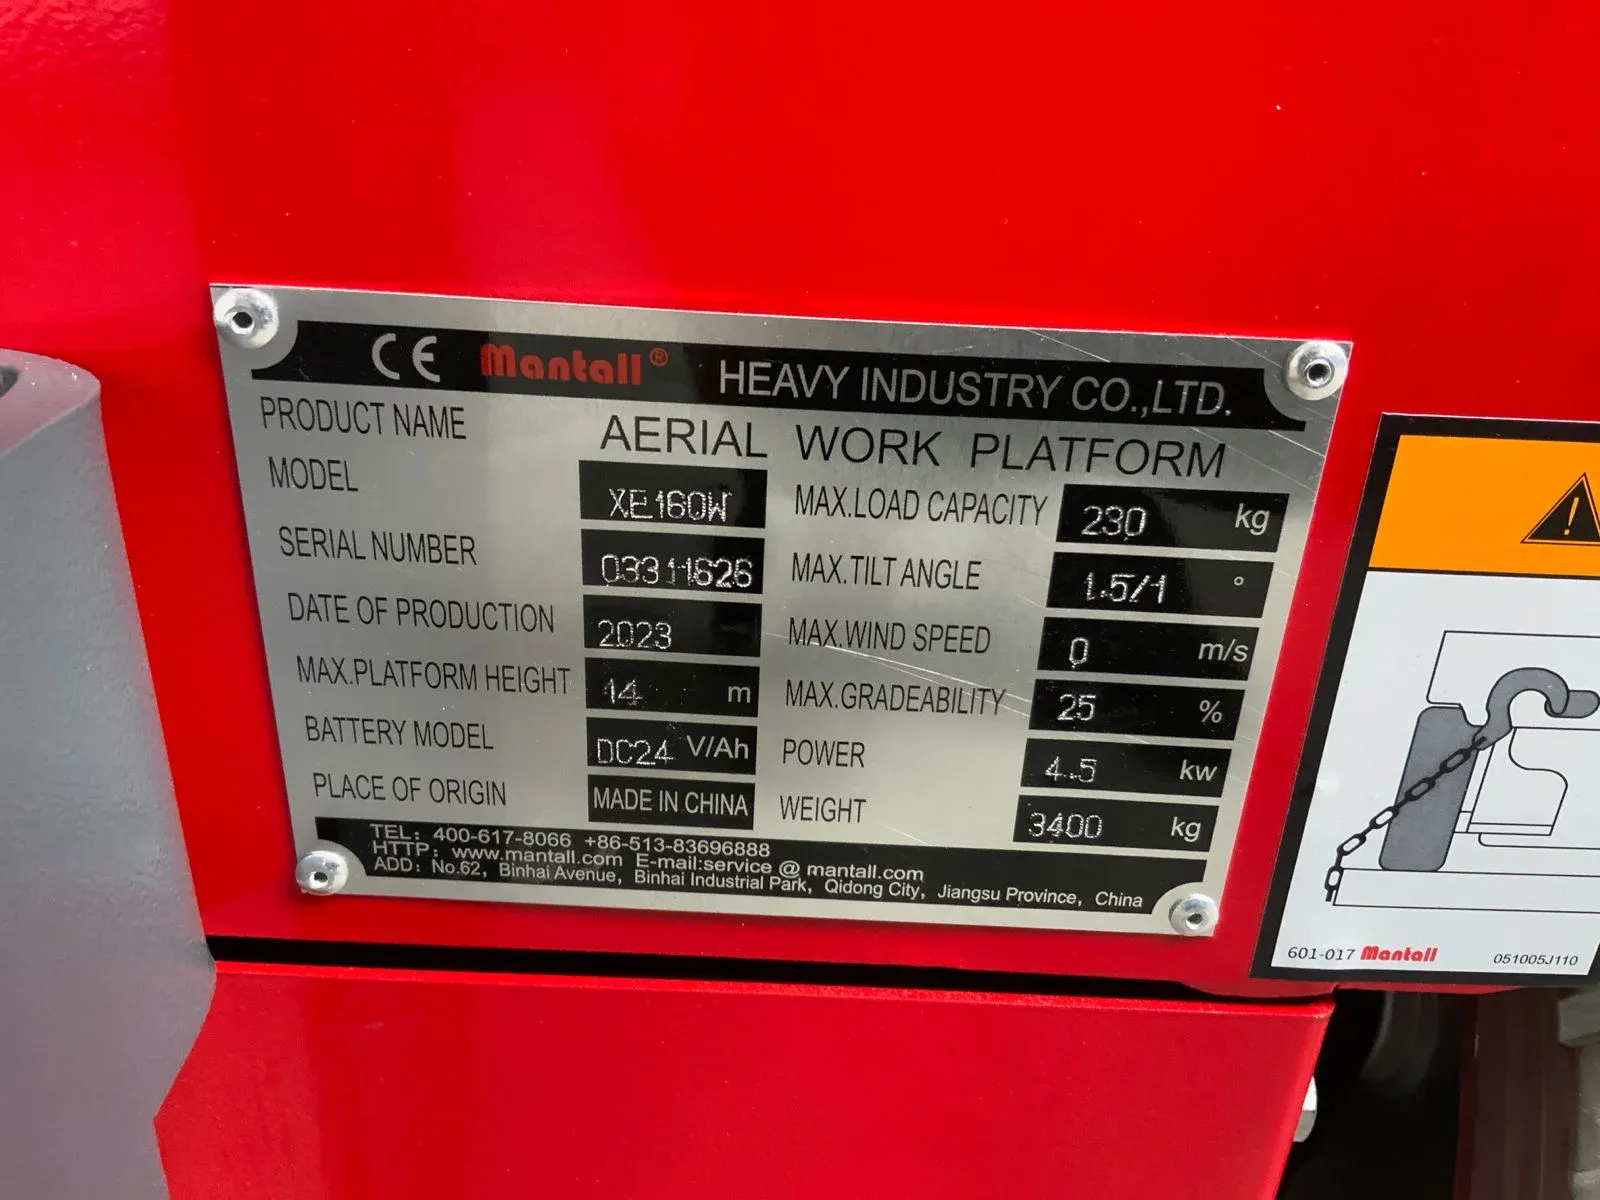 CE Mantall® HEAVY INDUSTRY CO.,LTD.
PRODUCT NAME AERIAL WORK PLATFORM
MODEL XE160W MAX.LOAD CAPACITY 230 kg
SERIAL NUMBER 03311626 MAX.TILT ANGLE 1.5/1 °
DATE OF PRODUCTION 2023 MAX.WIND SPEED 0 m/s
MAX.PLATFORM HEIGHT 14 m MAX.GRADEABILITY 25 %
BATTERY MODEL DC24 V/Ah POWER 4.5 kw
PLACE OF ORIGIN MADE IN CHINA WEIGHT 3400 kg
TEL: 400-617-8066 +86-513-83696888
HTTP: www.mantall.com E-mail:service @ mantall.com
ADD: No.62, Binhai Avenue, Binhai Industrial Park, Qidong City, Jiangsu Province, China
601-017 Mantall 051005J110